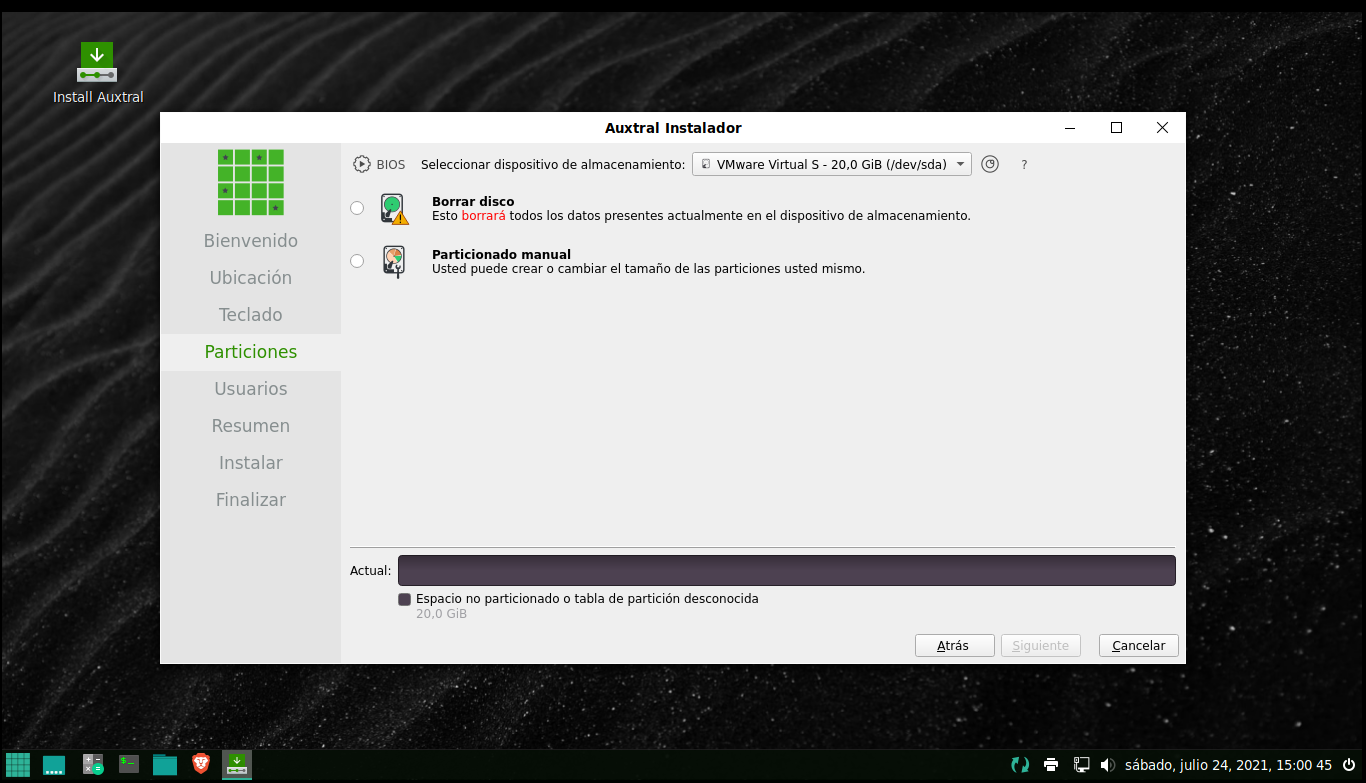 Install Auxtral
Auxtral Instalador
BIOS
Seleccionar dispositivo de almacenamiento:
VMware Virtual S - 20,0 GiB (/dev/sda)
?
Bienvenido
Ubicación
Teclado
Particiones
Usuarios
Resumen
Instalar
Finalizar
Borrar disco
Esto borrará todos los datos presentes actualmente en el dispositivo de almacenamiento.
Particionado manual
Usted puede crear o cambiar el tamaño de las particiones usted mismo.
Actual:
Espacio no particionado o tabla de partición desconocida
20,0 GiB
Atrás
Siguiente
Cancelar
sábado, julio 24, 2021, 15:00 45